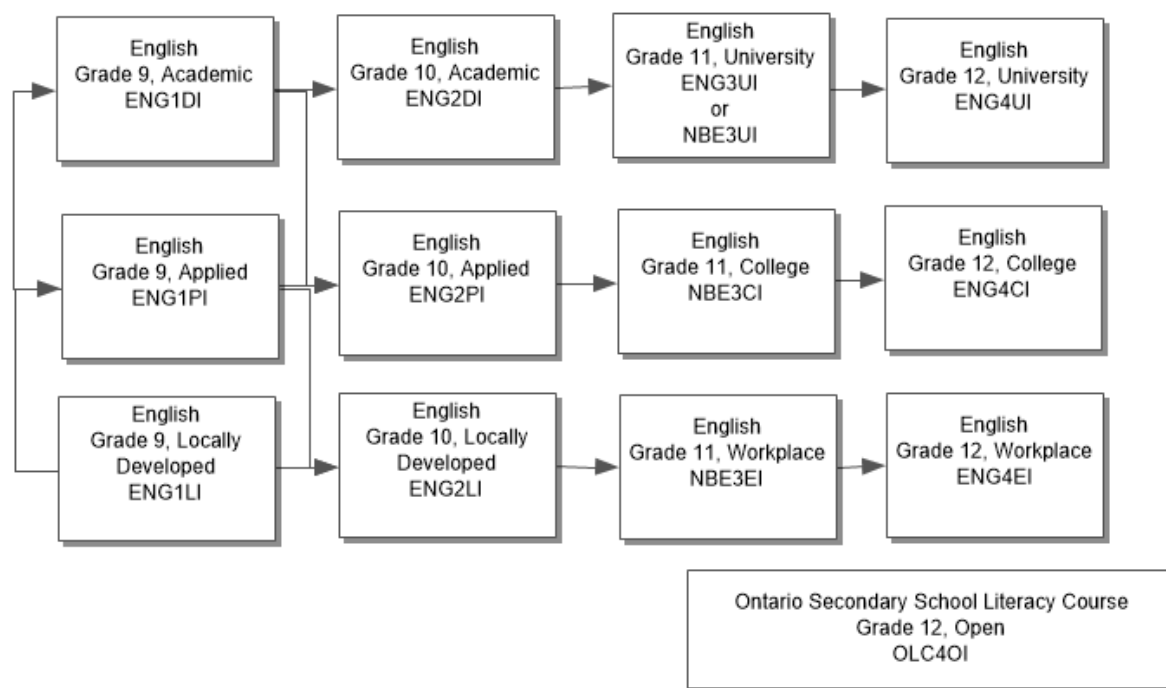 English
Grade 9, Academic
ENG1DI
English
Grade 10, Academic
ENG2DI
English
Grade 11, University
ENG3UI
or
NBE3UI
English
Grade 12, University
ENG4UI
English
Grade 9, Applied
ENG1PI
English
Grade 10, Applied
ENG2PI
English
Grade 11, College
NBE3CI
English
Grade 12, College
ENG4CI
English
Grade 9, Locally
Developed
ENG1LI
English
Grade 10, Locally
Developed
ENG2LI
English
Grade 11, Workplace
NBE3EI
English
Grade 12, Workplace
ENG4EI
Ontario Secondary School Literacy Course
Grade 12, Open
OLC4OI